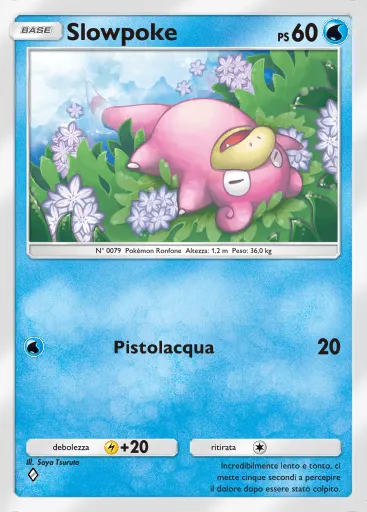 BASE Slowpoke PS 60
N° 0079 Pokémon Ronfone Altezza: 1,2 m Peso: 36,0 kg
Pistolacqua 20
debolezza +20 ritirata
Ill. Saya Tsuruta
Incredibilmente lento e tonto, ci
mette cinque secondi a percepire
il dolore dopo essere stato colpito.